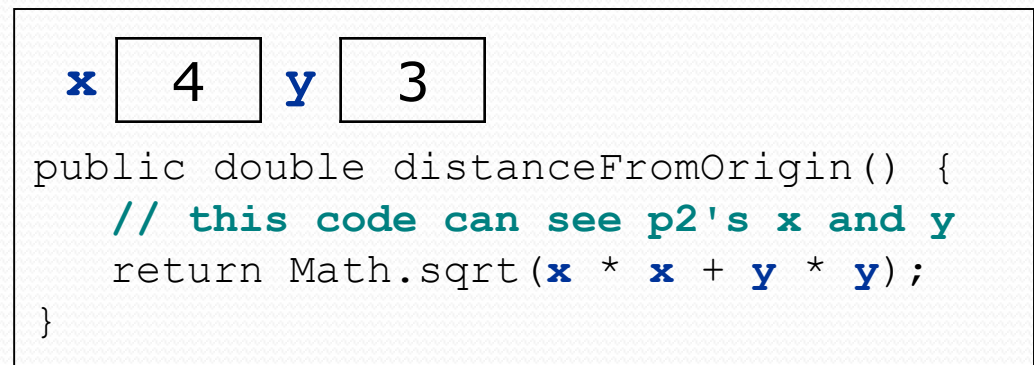 x 4 y 3
public double distanceFromOrigin() {
// this code can see p2's x and y
return Math.sqrt(x * x + y * y);
}